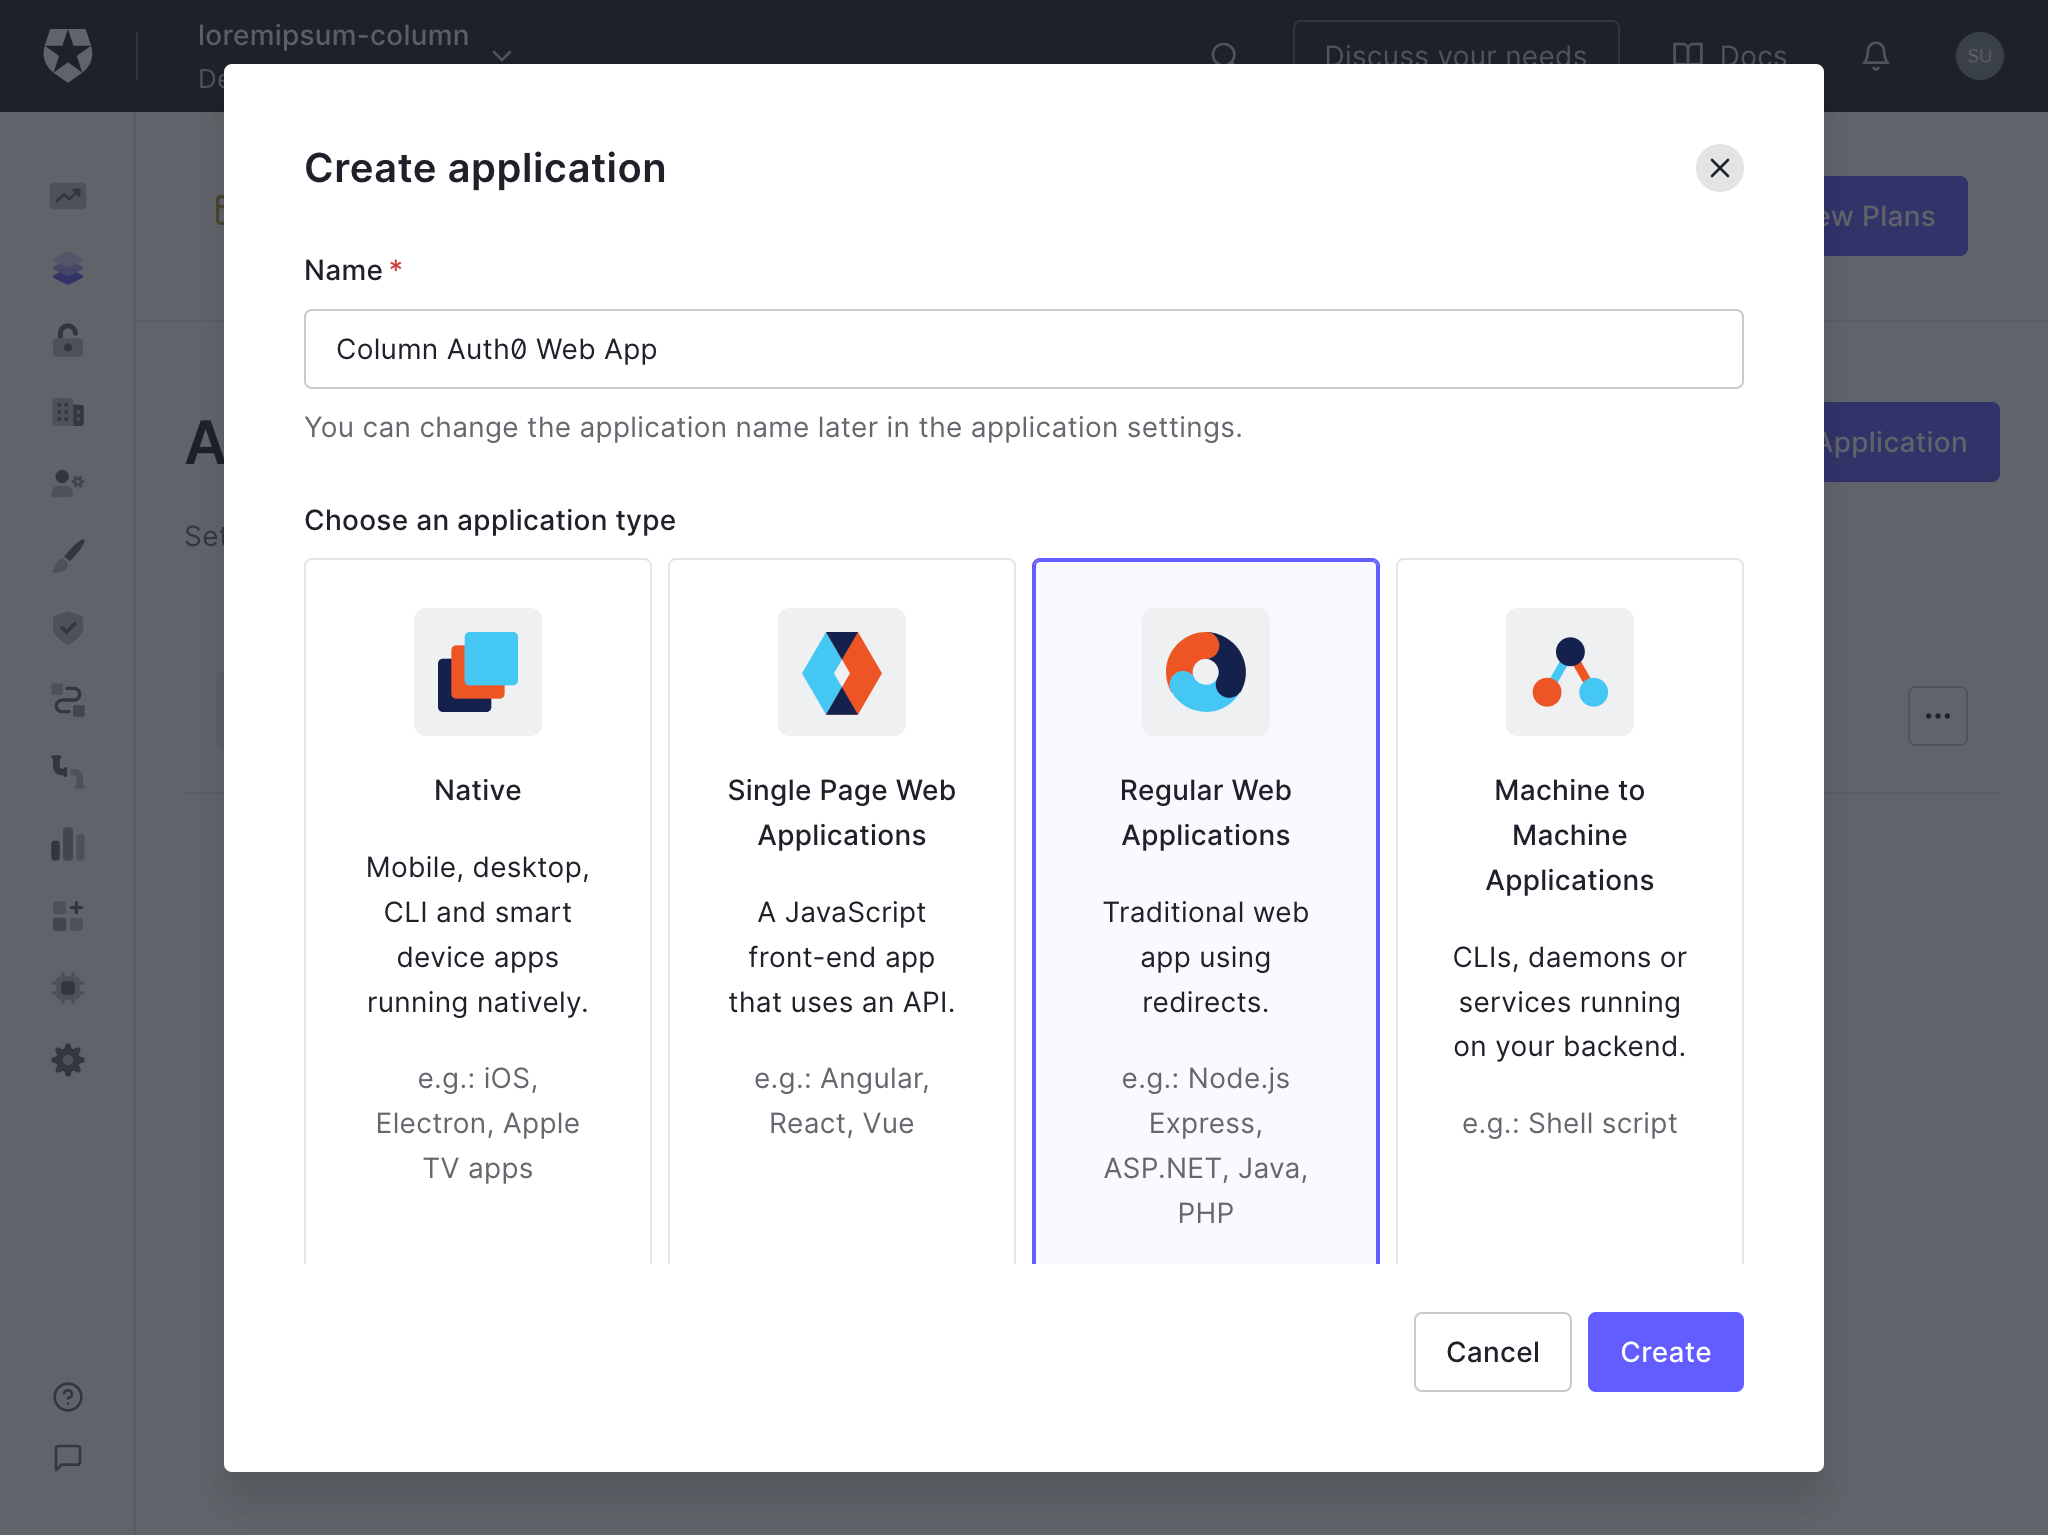 loremipsum-column
Discuss your needs
Docs
SU
Create application
ew Plans
Name *
Column Auth0 Web App
You can change the application name later in the application settings.
Application
Choose an application type
Native
Mobile, desktop,
CLI and smart
device apps
running natively.
e.g.: iOS,
Electron, Apple
TV apps
Single Page Web
Applications
A JavaScript
front-end app
that uses an API.
e.g.: Angular,
React, Vue
Regular Web
Applications
Traditional web
app using
redirects.
e.g.: Node.js
Express,
ASP.NET, Java,
PHP
Machine to
Machine
Applications
CLIs, daemons or
services running
on your backend.
e.g.: Shell script
Cancel
Create